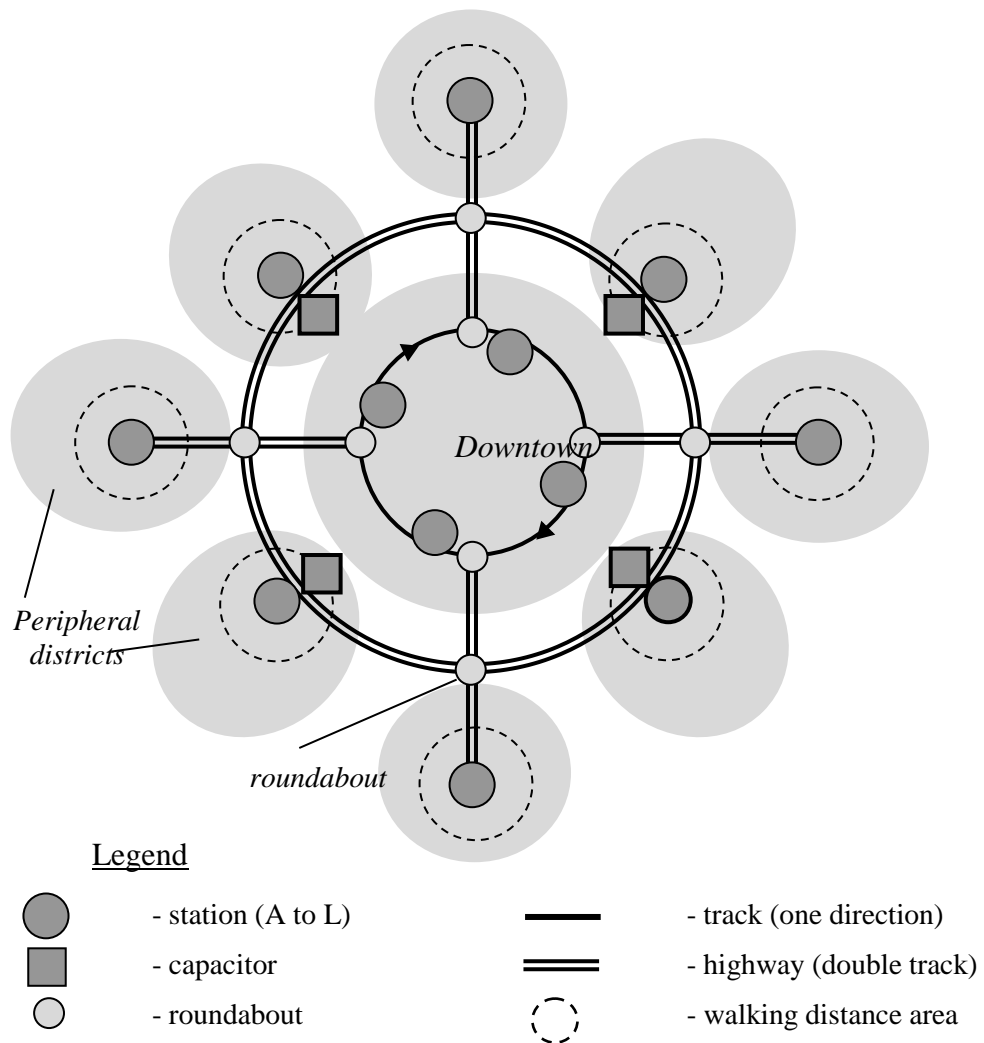 Downtown
Peripheral
districts
roundabout
Legend
- station (A to L)
- track (one direction)
- capacitor
- highway (double track)
- roundabout
- walking distance area